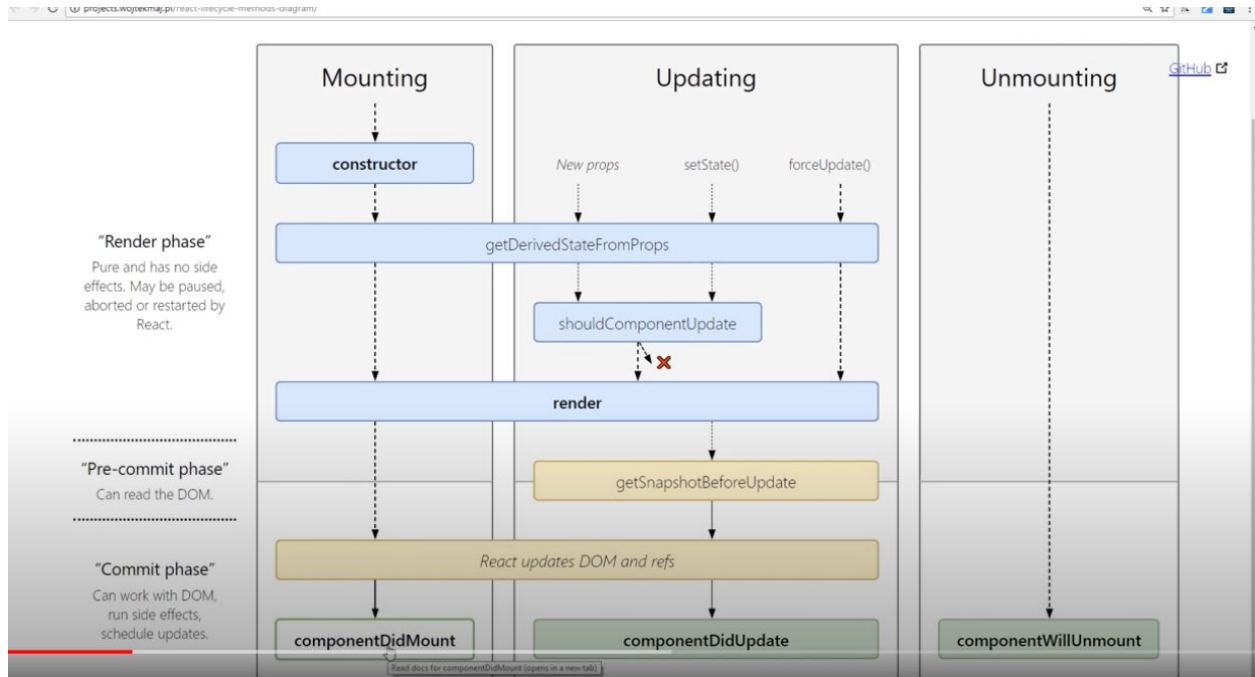 projects.wojtekmaj.pl/react-lifecycle-methods-diagram/
GitHub
Mounting
Updating
Unmounting
constructor
New props
setState()
forceUpdate()
"Render phase"
Pure and has no side
effects. May be paused,
aborted or restarted by
React.
getDerivedStateFromProps
shouldComponentUpdate
render
"Pre-commit phase"
Can read the DOM.
getSnapshotBeforeUpdate
"Commit phase"
Can work with DOM,
run side effects,
schedule updates.
React updates DOM and refs
componentDidMount
componentDidUpdate
componentWillUnmount
Read docs for componentDidMount (opens in a new tab)